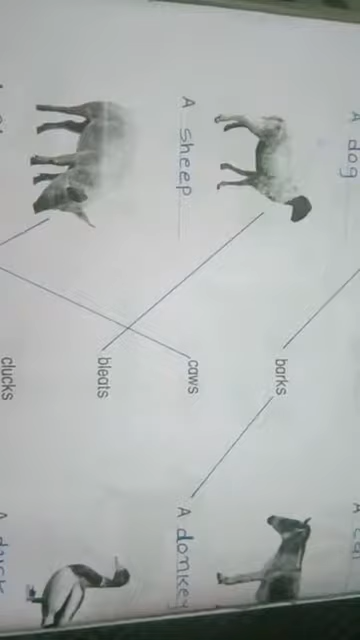 A dog
barks
A sheep
caws
A donkey
bleats
clucks